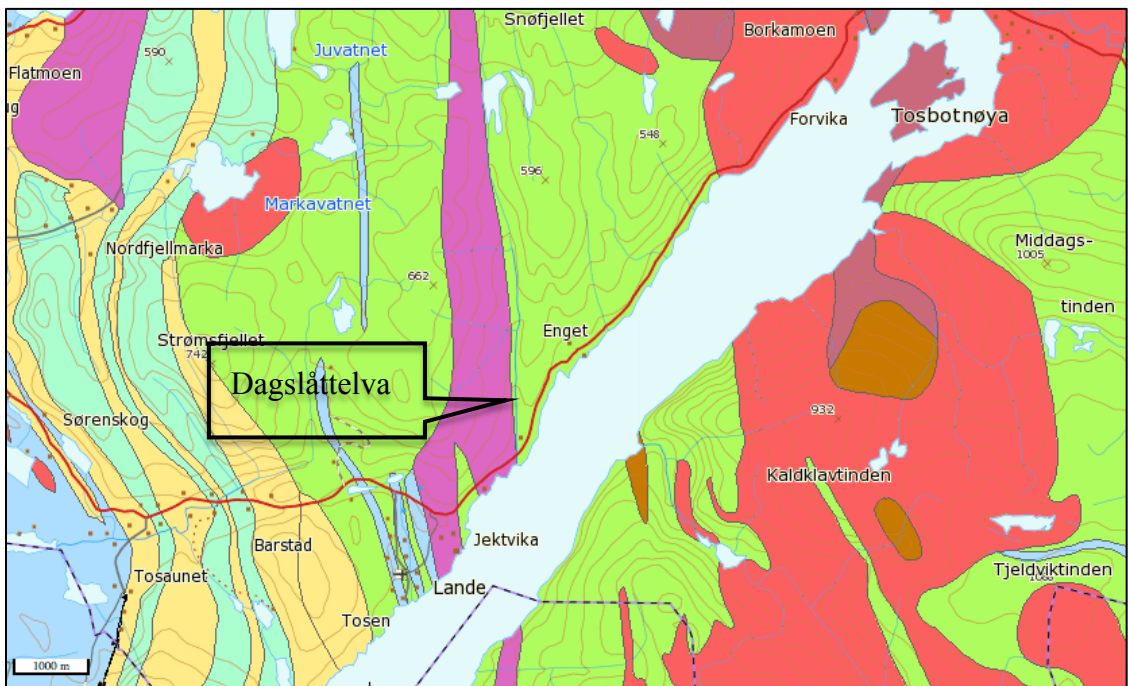 Snøfjellet
Borkamoen
590
Juvatnet
Flatmoen
ug
Forvika
Tosbotnøya
548
596
Markavatnet
Nordfjellmarka
Middags-
1005
662
tinden
Enget
Strømsfjellet
742
Dagslåttelva
Sørenskog
932
Kaldklavtinden
Jektvika
Barstad
Tosaunet
Lande
Tjeldviktinden
Tosen
1000 m